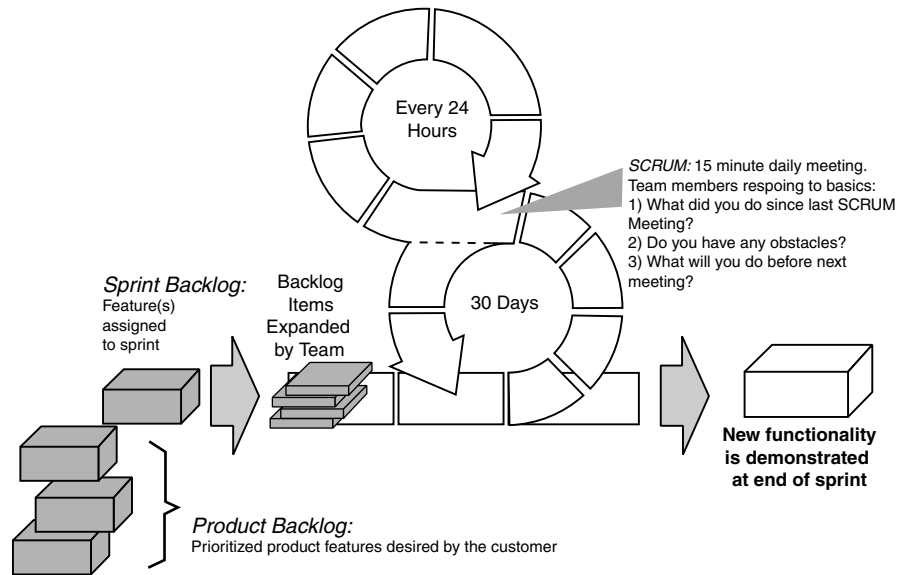 Every 24
Hours
SCRUM: 15 minute daily meeting.
Team members respoing to basics:
1) What did you do since last SCRUM
Meeting?
2) Do you have any obstacles?
3) What will you do before next
meeting?
30 Days
Sprint Backlog:
Feature(s)
assigned
to sprint
Backlog
Items
Expanded
by Team
New functionality
is demonstrated
at end of sprint
Product Backlog:
Prioritized product features desired by the customer